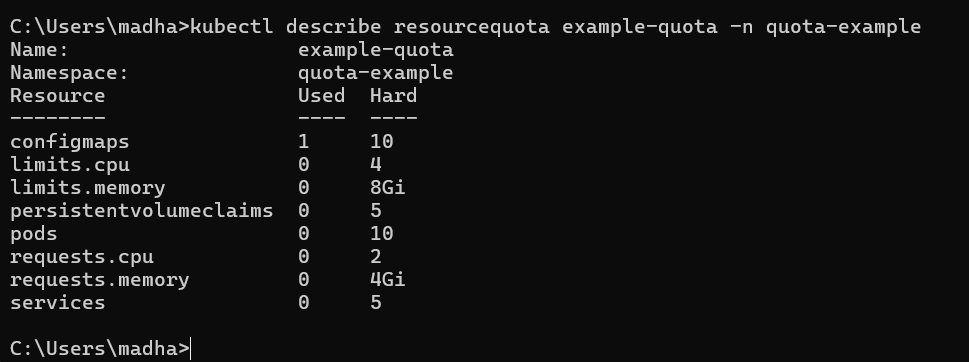 C:\Users\madha>kubectl describe resourcequota example-quota -n quota-example
Name:                   example-quota
Namespace:              quota-example
Resource                Used  Hard
--------                ----  ----
configmaps              1     10
limits.cpu              0     4
limits.memory           0     8Gi
persistentvolumeclaims  0     5
pods                    0     10
requests.cpu            0     2
requests.memory         0     4Gi
services                0     5
C:\Users\madha>